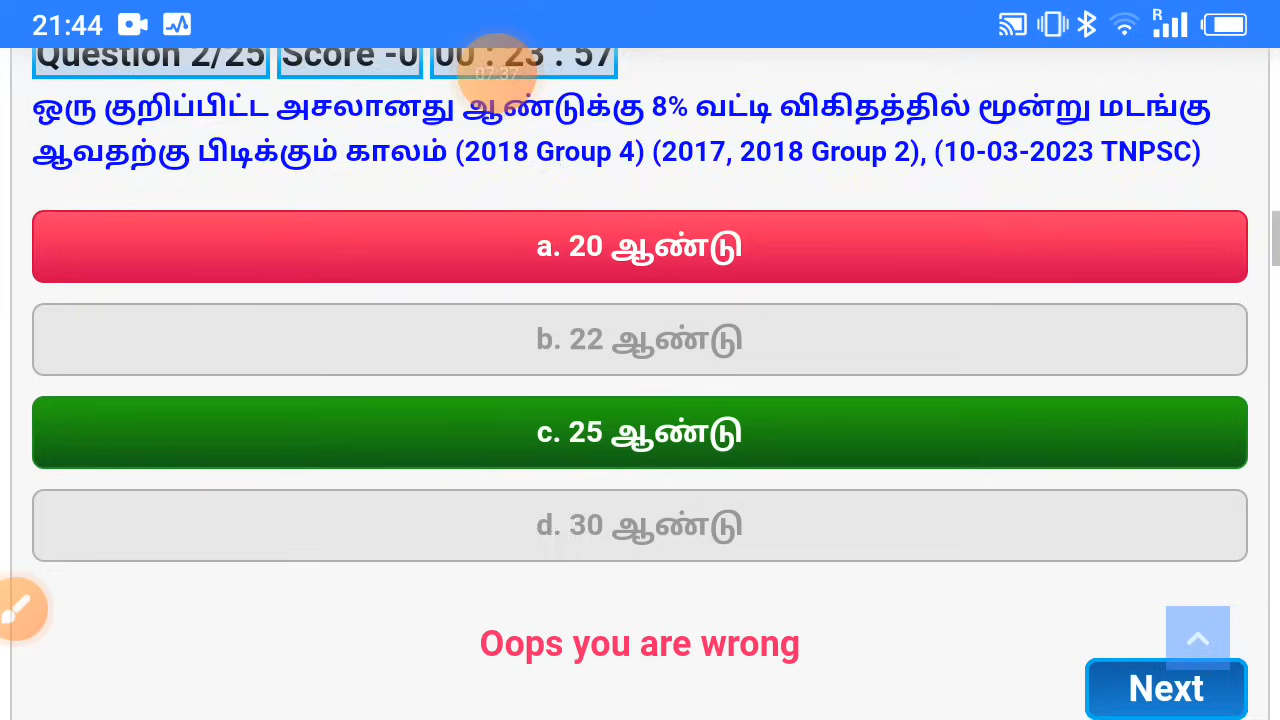 21:44
R
Question 2/25 Score -0 00 : 23 : 57
07:37
ஒரு குறிப்பிட்ட அசலானது ஆண்டுக்கு 8% வட்டி விகிதத்தில் மூன்று மடங்கு
ஆவதற்கு பிடிக்கும் காலம் (2018 Group 4) (2017, 2018 Group 2), (10-03-2023 TNPSC)
a. 20 ஆண்டு
b. 22 ஆண்டு
c. 25 ஆண்டு
d. 30 ஆண்டு
Oops you are wrong
Next